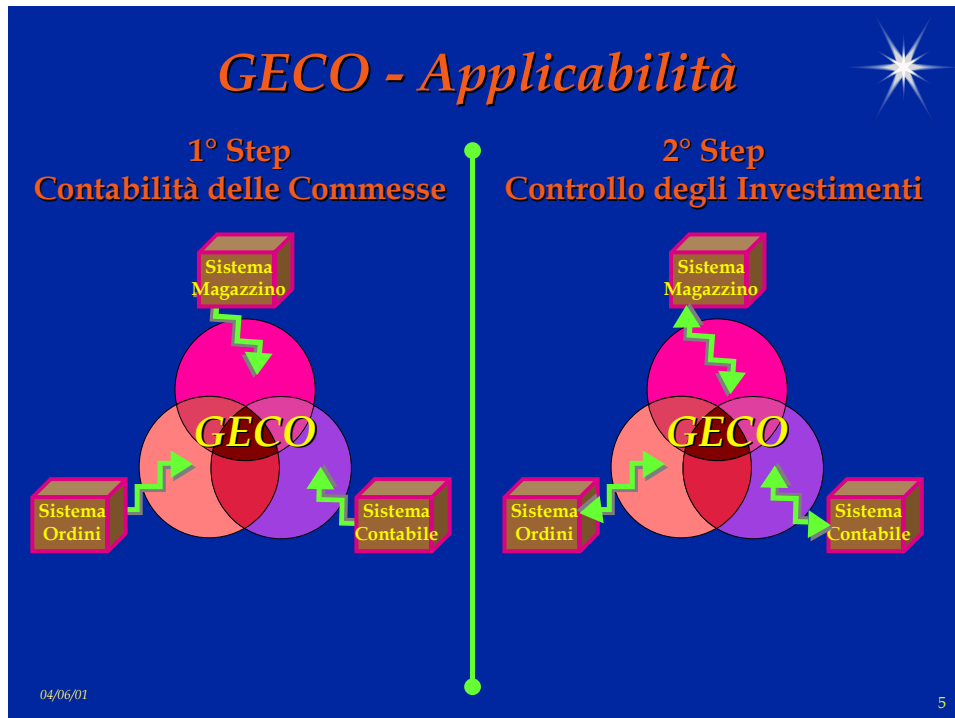 GECO - Applicabilità
1° Step
Contabilità delle Commesse
Sistema
Magazzino
GECO
Sistema
Ordini
Sistema
Contabile
2° Step
Controllo degli Investimenti
Sistema
Magazzino
GECO
Sistema
Ordini
Sistema
Contabile
04/06/01
5